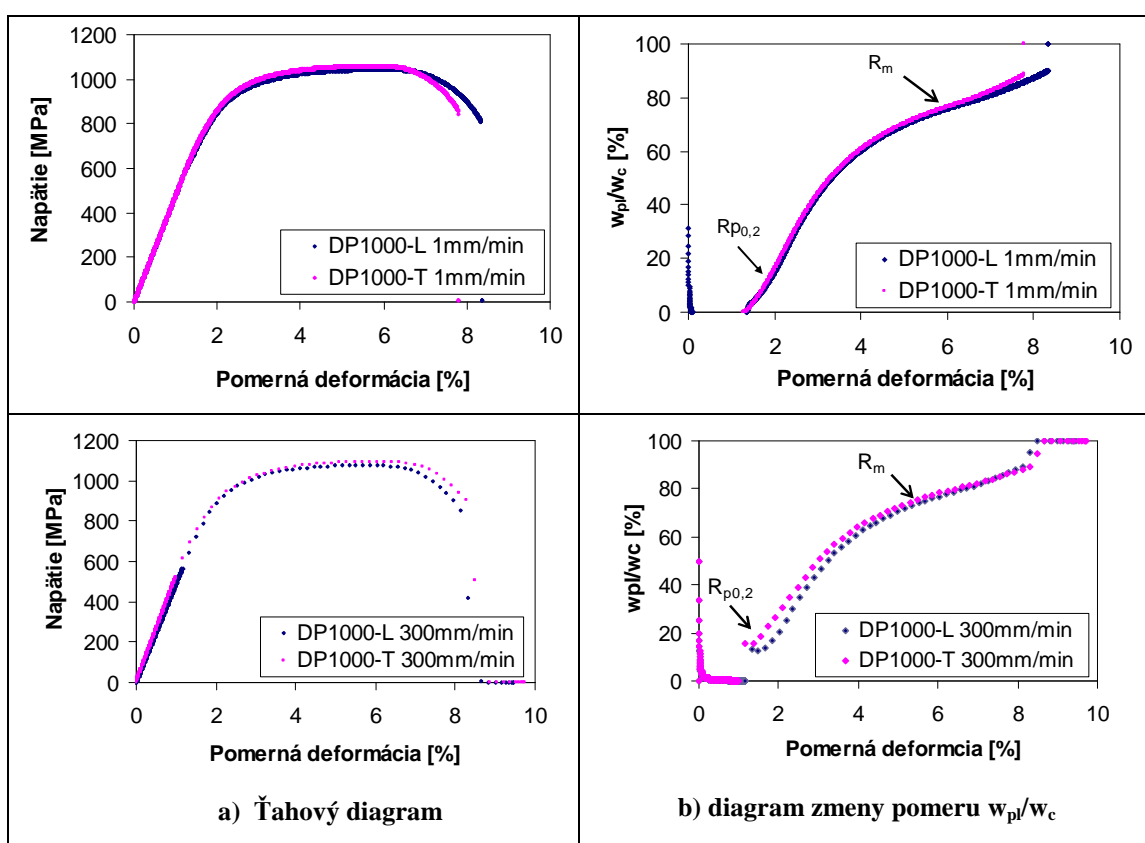 1200
1000
800
600
400
200
0
Napätie [MPa]
DP1000-L 1mm/min
DP1000-T 1mm/min
0 2 4 6 8 10
Pomerná deformácia [%]
100
80
60
40
20
0
wpl/wc [%]
Rm
Rp0,2
DP1000-L 1mm/min
DP1000-T 1mm/min
0 2 4 6 8 10
Pomerná deformácia [%]
1200
1000
800
600
400
200
0
Napätie [MPa]
DP1000-L 300mm/min
DP1000-T 300mm/min
0 2 4 6 8 10
Pomerná deformácia [%]
a) Ťahový diagram
100
80
60
40
20
0
wpl/wc [%]
Rm
Rp0,2
DP1000-L 300mm/min
DP1000-T 300mm/min
0 2 4 6 8 10
Pomerná deformcia [%]
b) diagram zmeny pomeru wpl/wc